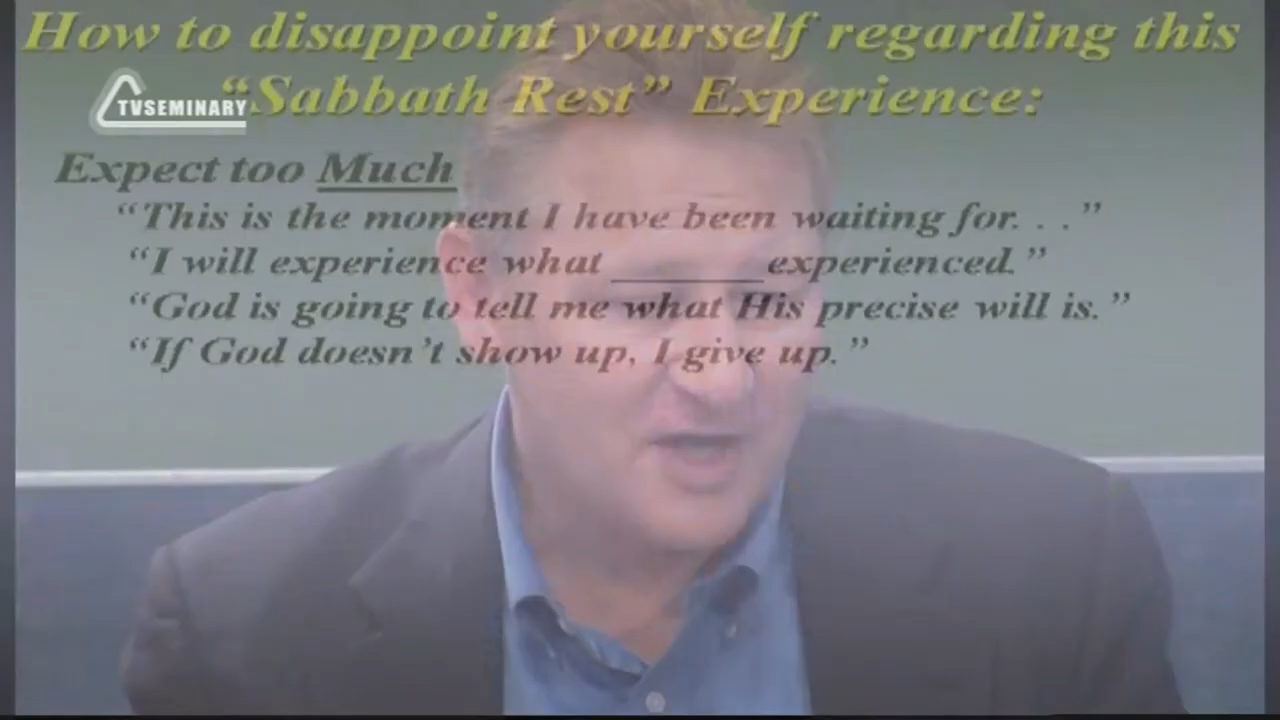 How to disappoint yourself regarding this
“Sabbath Rest” Experience:
TVSEMINARY
Expect too Much
“This is the moment I have been waiting for. . .”
“I will experience what _______experienced.”
“God is going to tell me what His precise will is.”
“If God doesn’t show up, I give up.”